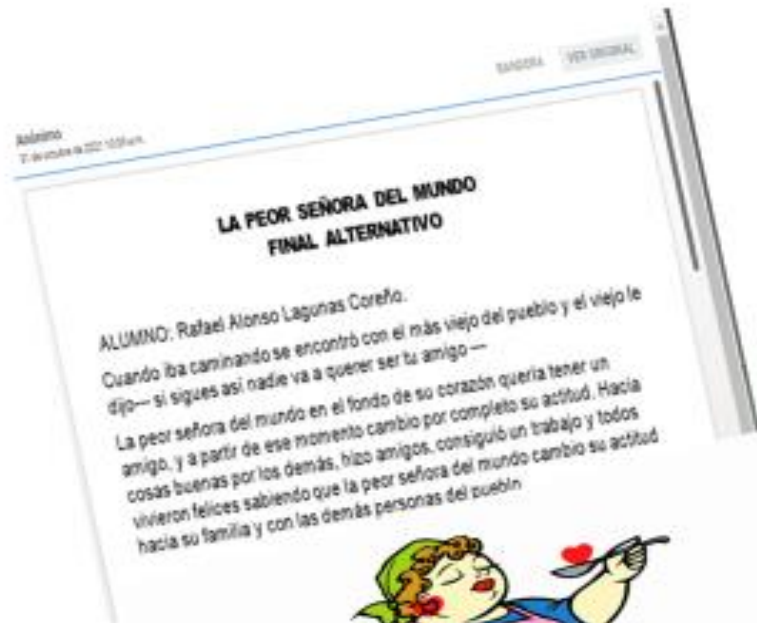 VER ORIGINAL
Anónimo
LA PEOR SEÑORA DEL MUNDO
FINAL ALTERNATIVO
ALUMNO: Rafael Alonso Lagunas Coreño.
Cuando iba caminando se encontró con el más viejo del pueblo y el viejo le
dijo— si sigues así nadie va a querer ser tu amigo —
La peor señora del mundo en el fondo de su corazón quería tener un
amigo, y a partir de ese momento cambio por completo su actitud. Hacía
cosas buenas por los demás, hizo amigos, consiguió un trabajo y todos
vivieron felices sabiendo que la peor señora del mundo cambio su actitud
hacia su familia y con las demás personas del pueblo